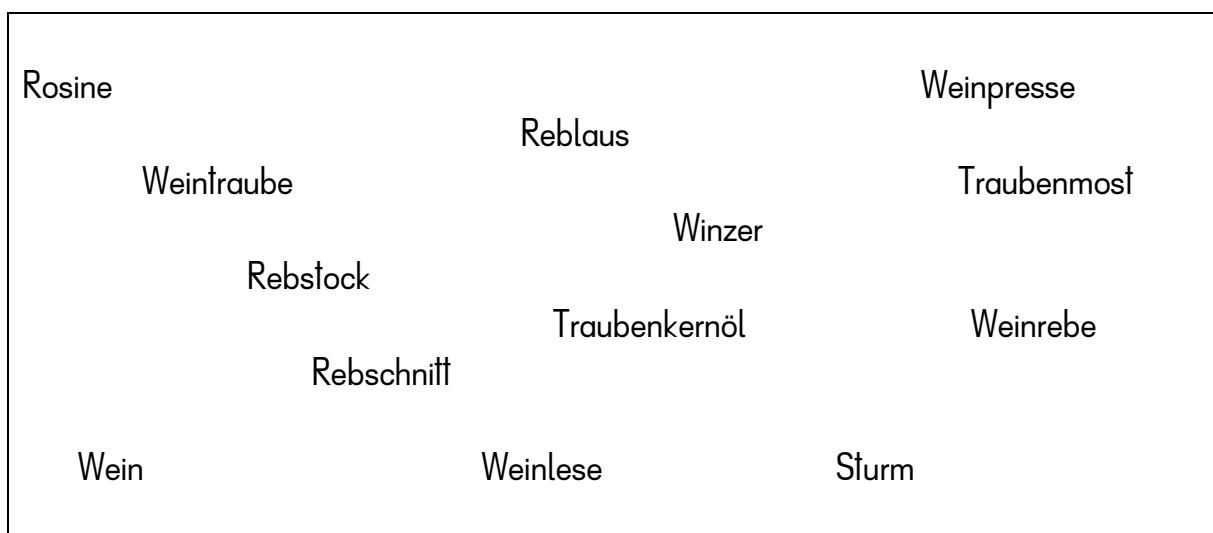 Rosine Weinpresse
Reblaus
Weintraube Traubenmost
Winzer
Rebstock
Traubenkernöl Weinrebe
Rebschnitt
Wein Weinlese Sturm